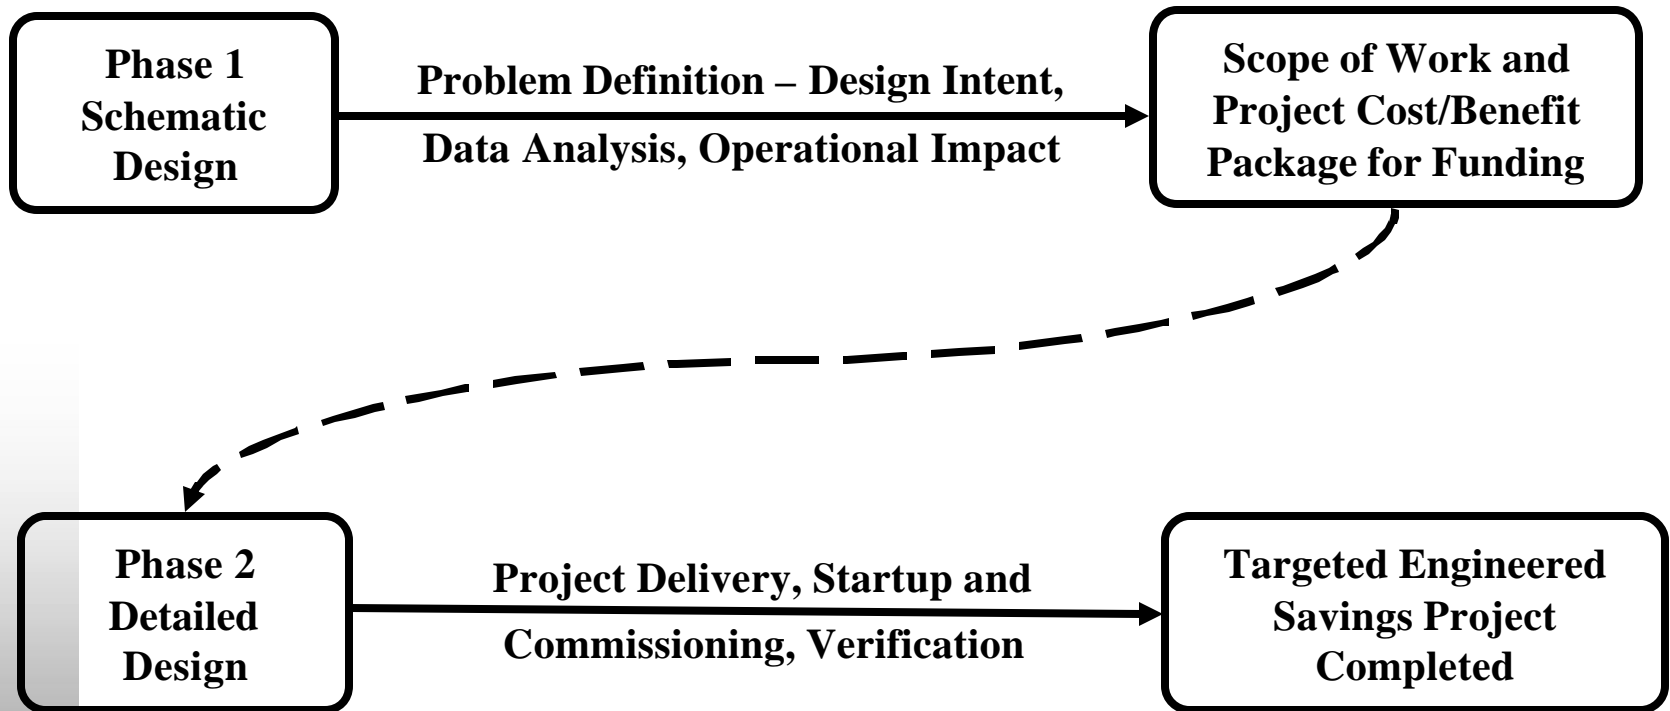 Phase 1
Schematic
Design
Problem Definition – Design Intent,
Data Analysis, Operational Impact
Scope of Work and
Project Cost/Benefit
Package for Funding
Phase 2
Detailed
Design
Project Delivery, Startup and
Commissioning, Verification
Targeted Engineered
Savings Project
Completed